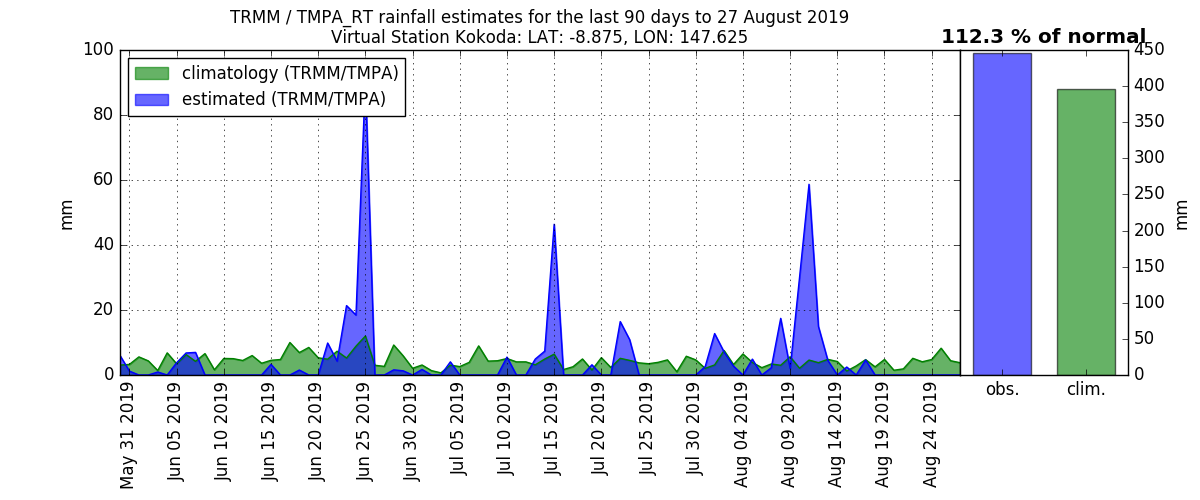 TRMM / TMPA_RT rainfall estimates for the last 90 days to 27 August 2019
Virtual Station Kokoda: LAT: -8.875, LON: 147.625
112.3 % of normal
climatology (TRMM/TMPA)
estimated (TRMM/TMPA)
100
80
60
40
20
0
mm
May 31 2019
Jun 05 2019
Jun 10 2019
Jun 15 2019
Jun 20 2019
Jun 25 2019
Jun 30 2019
Jul 05 2019
Jul 10 2019
Jul 15 2019
Jul 20 2019
Jul 25 2019
Jul 30 2019
Aug 04 2019
Aug 09 2019
Aug 14 2019
Aug 19 2019
Aug 24 2019
obs.
clim.
450
400
350
300
250
200
150
100
50
0
mm